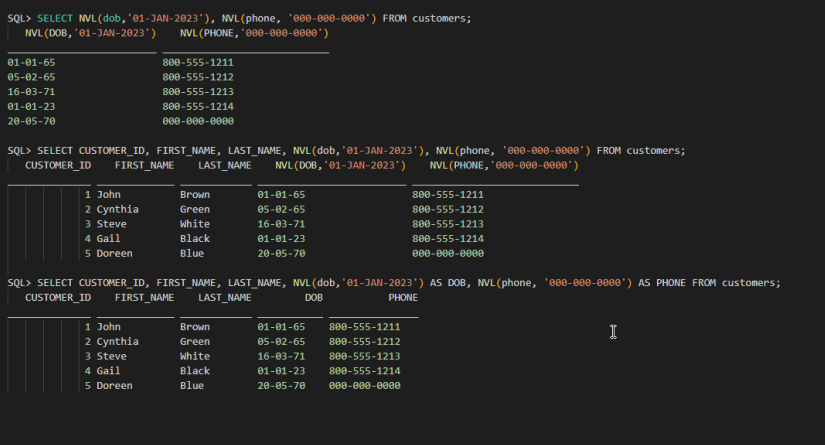 SQL> SELECT NVL(dob,'01-JAN-2023'), NVL(phone, '000-000-0000') FROM customers;
NVL(DOB,'01-JAN-2023') NVL(PHONE,'000-000-0000')
01-01-65 800-555-1211
05-02-65 800-555-1212
16-03-71 800-555-1213
01-01-23 800-555-1214
20-05-70 000-000-0000
SQL> SELECT CUSTOMER_ID, FIRST_NAME, LAST_NAME, NVL(dob,'01-JAN-2023'), NVL(phone, '000-000-0000') FROM customers;
CUSTOMER_ID FIRST_NAME LAST_NAME NVL(DOB,'01-JAN-2023') NVL(PHONE,'000-000-0000')
1 John Brown 01-01-65 800-555-1211
2 Cynthia Green 05-02-65 800-555-1212
3 Steve White 16-03-71 800-555-1213
4 Gail Black 01-01-23 800-555-1214
5 Doreen Blue 20-05-70 000-000-0000
SQL> SELECT CUSTOMER_ID, FIRST_NAME, LAST_NAME, NVL(dob,'01-JAN-2023') AS DOB, NVL(phone, '000-000-0000') AS PHONE FROM customers;
CUSTOMER_ID FIRST_NAME LAST_NAME DOB PHONE
1 John Brown 01-01-65 800-555-1211
2 Cynthia Green 05-02-65 800-555-1212
3 Steve White 16-03-71 800-555-1213
4 Gail Black 01-01-23 800-555-1214
5 Doreen Blue 20-05-70 000-000-0000